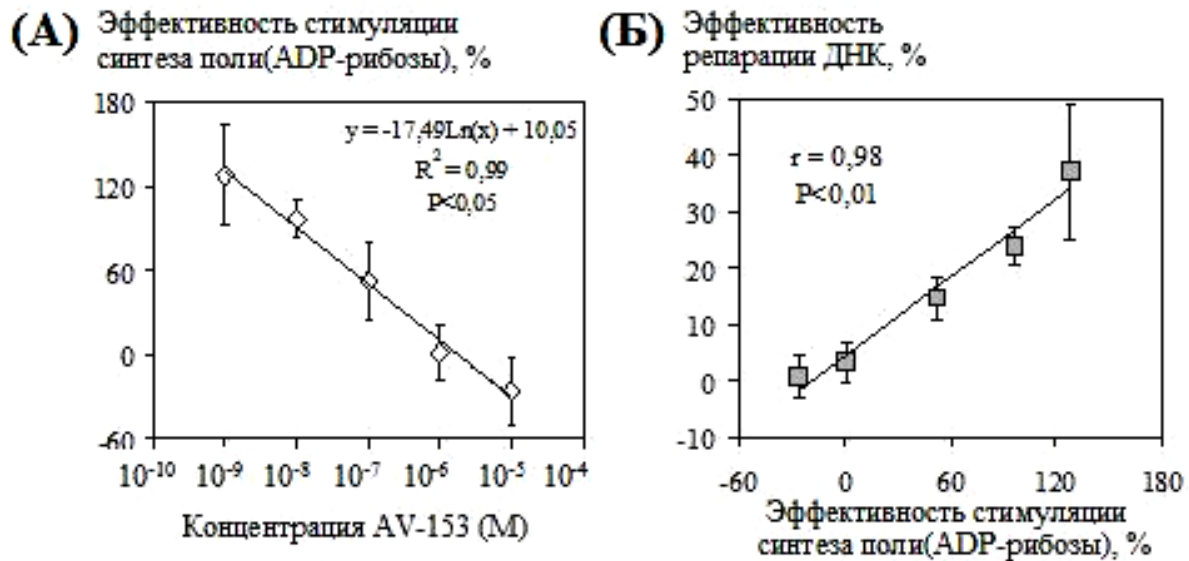 (А) Эффективность стимуляции
синтеза поли(ADP-рибозы), %
180
120
60
0
-60
y = -17,49Ln(x) + 10,05
R² = 0,99
P<0,05
10⁻¹⁰ 10⁻⁹ 10⁻⁸ 10⁻⁷ 10⁻⁶ 10⁻⁵ 10⁻⁴
Концентрация AV-153 (М)
(Б) Эффективность
репарации ДНК, %
50
40
30
20
10
0
-10
r = 0,98
P<0,01
-60 0 60 120 180
Эффективность стимуляции
синтеза поли(ADP-рибозы), %